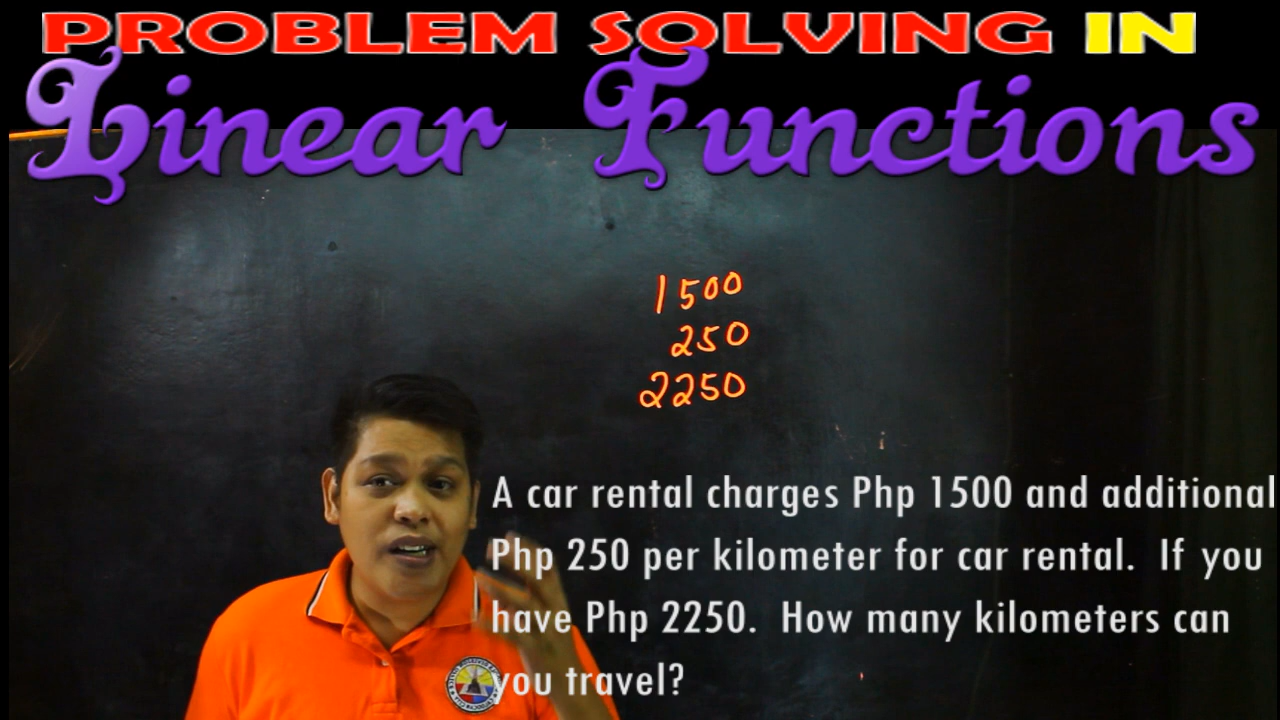 PROBLEM SOLVING IN
Linear Functions
1500
250
2250
A car rental charges Php 1500 and additional
Php 250 per kilometer for car rental. If you
have Php 2250. How many kilometers can
you travel?